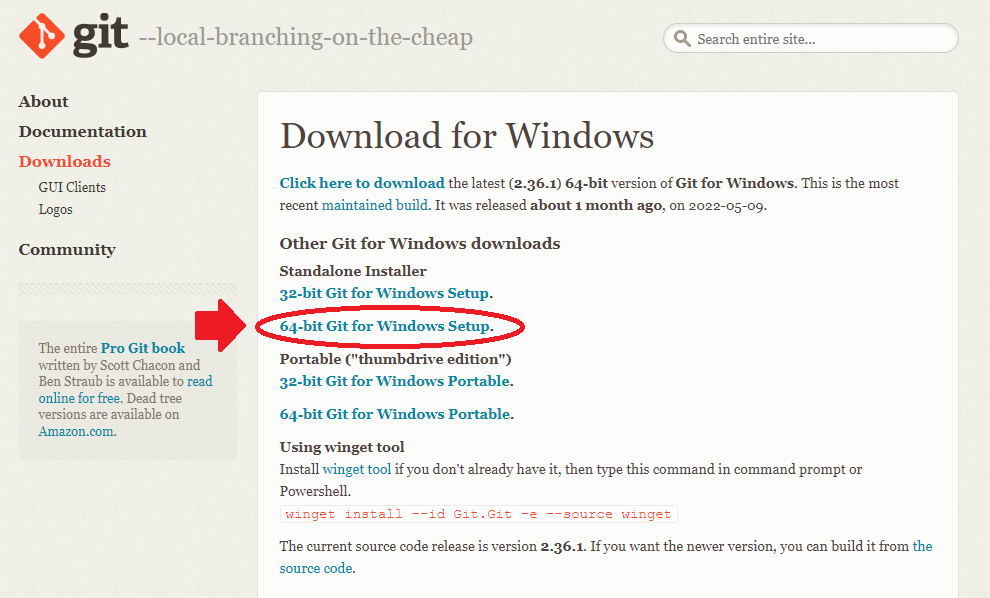 git --local-branching-on-the-cheap
Search entire site...
About
Documentation
Downloads
GUI Clients
Logos
Community
The entire Pro Git book
written by Scott Chacon and
Ben Straub is available to read
online for free. Dead tree
versions are available on
Amazon.com.
Download for Windows
Click here to download the latest (2.36.1) 64-bit version of Git for Windows. This is the most
recent maintained build. It was released about 1 month ago, on 2022-05-09.
Other Git for Windows downloads
Standalone Installer
32-bit Git for Windows Setup.
64-bit Git for Windows Setup.
Portable ("thumbdrive edition")
32-bit Git for Windows Portable.
64-bit Git for Windows Portable.
Using winget tool
Install winget tool if you don't already have it, then type this command in command prompt or
Powershell.
winget install --id Git.Git -e --source winget
The current source code release is version 2.36.1. If you want the newer version, you can build it from the
source code.